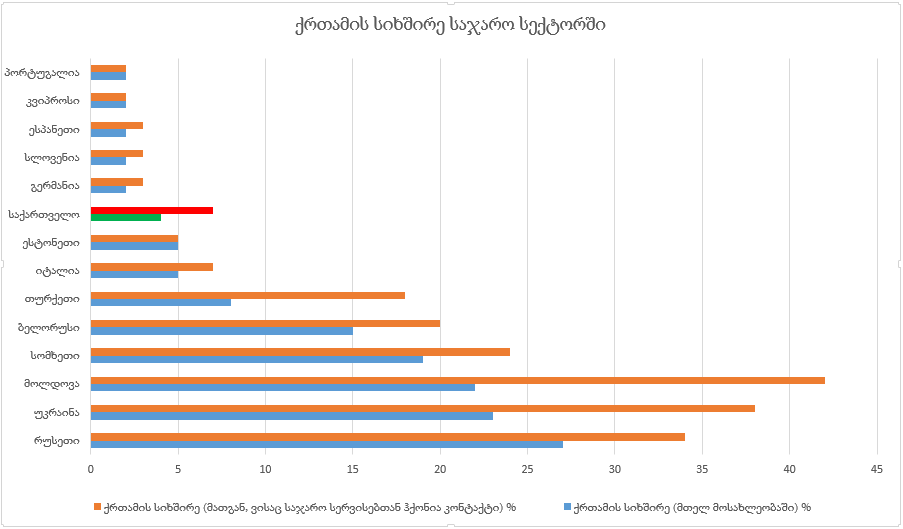 ქრთამის სიხშირე საჯარო სექტორში
პორტუგალია
კვიპროსი
ესპანეთი
სლოვენია
გერმანია
საქართველო
ესტონეთი
იტალია
თურქეთი
ბელორუსი
სომხეთი
მოლდოვა
უკრაინა
რუსეთი
0 5 10 15 20 25 30 35 40 45
ქრთამის სიხშირე (მათგან, ვისაც საჯარო სერვისებთან ჰქონია კონტაქტი) % ქრთამის სიხშირე (მთელ მოსახლეობაში) %